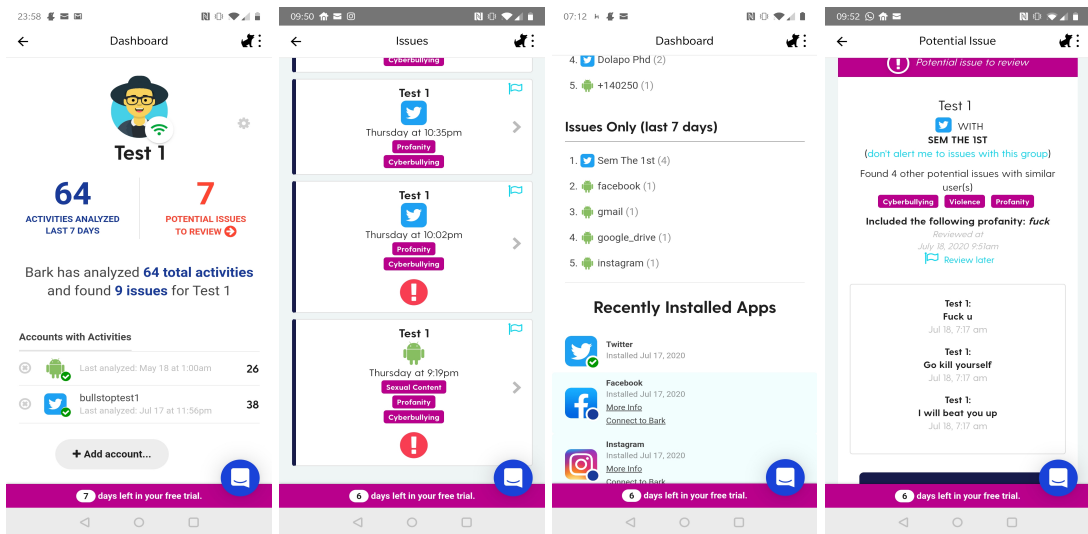 23:58
Dashboard
Test 1
64
ACTIVITIES ANALYZED
LAST 7 DAYS
7
POTENTIAL ISSUES
TO REVIEW
Bark has analyzed 64 total activities
and found 9 issues for Test 1
Accounts with Activities
Last analyzed: May 18 at 1:00am
26
bullstoptest1
Last analyzed: Jul 17 at 11:56pm
38
+ Add account...
7 days left in your free trial.
09:50
Issues
Cyberbullying
Test 1
Thursday at 10:35pm
Profanity
Cyberbullying
Test 1
Thursday at 10:02pm
Profanity
Cyberbullying
Test 1
Thursday at 9:19pm
Sexual Content
Profanity
Cyberbullying
6 days left in your free trial.
07:12
Dashboard
4. Dolapo Phd (2)
5. +140250 (1)
Issues Only (last 7 days)
1. Sem The 1st (4)
2. facebook (1)
3. gmail (1)
4. google_drive (1)
5. instagram (1)
Recently Installed Apps
Twitter
Installed Jul 17, 2020
Facebook
Installed Jul 17, 2020
More Info
Connect to Bark
Instagram
Installed Jul 17, 2020
More Info
Connect to Bark
6 days left in your free trial.
09:52
Potential Issue
Potential issue to review
Test 1
WITH
SEM THE 1ST
(don't alert me to issues with this group)
Found 4 other potential issues with similar
user(s)
Cyberbullying Violence Profanity
Included the following profanity: fuck
Reviewed at
July 18, 2020 9:51am
Review later
Test 1:
Fuck u
Jul 18, 7:17 am
Test 1:
Go kill yourself
Jul 18, 7:17 am
Test 1:
I will beat you up
Jul 18, 7:17 am
6 days left in your free trial.